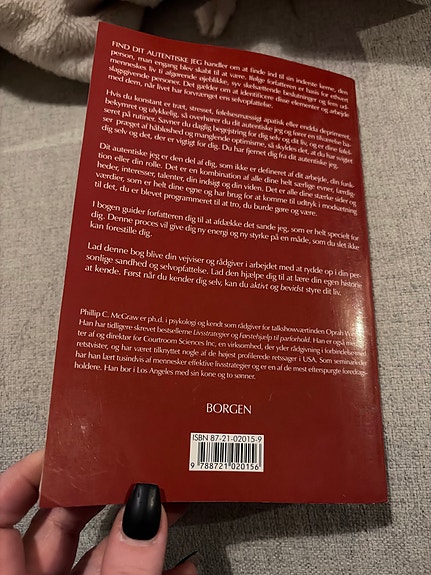 FIND DIT AUTENTISKE JEG handler om at finde ind til sin inderste kerne, den
person, man engang blev skabt til at være. Ifølge forfatteren er basis for ethvert
menneskes liv ti afgørende øjeblikke, syv skelsættende beslutninger og fem ud-
slagsgivende personer. Det gælder om at identificere disse elementer og arbejde
med dem, når livet har forvrænget ens selvopfattelse.
Hvis du konstant er træt, stresset, følelsesmæssigt apatisk eller endda deprimeret,
bekymret og ulykkelig, så overhører du dit autentiske jeg og fører en tilværelse ba-
seret på rutiner. Savner du daglig begejstring for dig selv og dit liv, og er dine følel-
ser præget af håbløshed og manglende optimisme, så skyldes det, at du har svigtet
dig selv og det, der er vigtigt for dig. Du har fjernet dig fra dit autentiske jeg.
Dit autentiske jeg er den del af dig, som ikke er defineret af dit arbejde, din funk-
tion eller din rolle. Det er en kombination af alle dine helt særlige evner, færdig-
heder, interesser, talenter, din indsigt og din viden. Det er alle dine stærke sider og
værdier, som er helt dine egne og har brug for at komme til udtryk i modsætning
til det, du er blevet programmeret til at tro, du burde gøre og være.
I bogen guider forfatteren dig til at afdække det sande jeg, som er helt specielt for
dig. Denne proces vil give dig ny energi og ny styrke på en måde, som du slet ikke
kan forestille dig.
Lad denne bog blive din vejviser og rådgiver i arbejdet med at rydde op i din per-
sonlige sandhed og selvopfattelse. Lad den hjælpe dig til at lære din egen historie
at kende. Først når du kender dig selv, kan du aktivt og bevidst styre dit liv.
Phillip C. McGraw er ph.d. i psykologi og kendt som rådgiver for talkshowværtinden Oprah
Han har tidligere skrevet bestsellerne Livsstrategier og Førstehjælp til parforhold. Han er også
af og direktør for Courtroom Sciences Inc, en virksomhed, der yder rådgivning i forbindelse med
retstvister, og har været tilknyttet nogle af de højest profilerede retssager i USA. Som seminarleder
har han lært tusindvis af mennesker effektive livsstrategier og er en af de mest efterspurgte foredrags-
holdere. Han bor i Los Angeles med sin kone og to sønner.
BORGEN
ISBN 87-21-02015-9
9 788721 020156